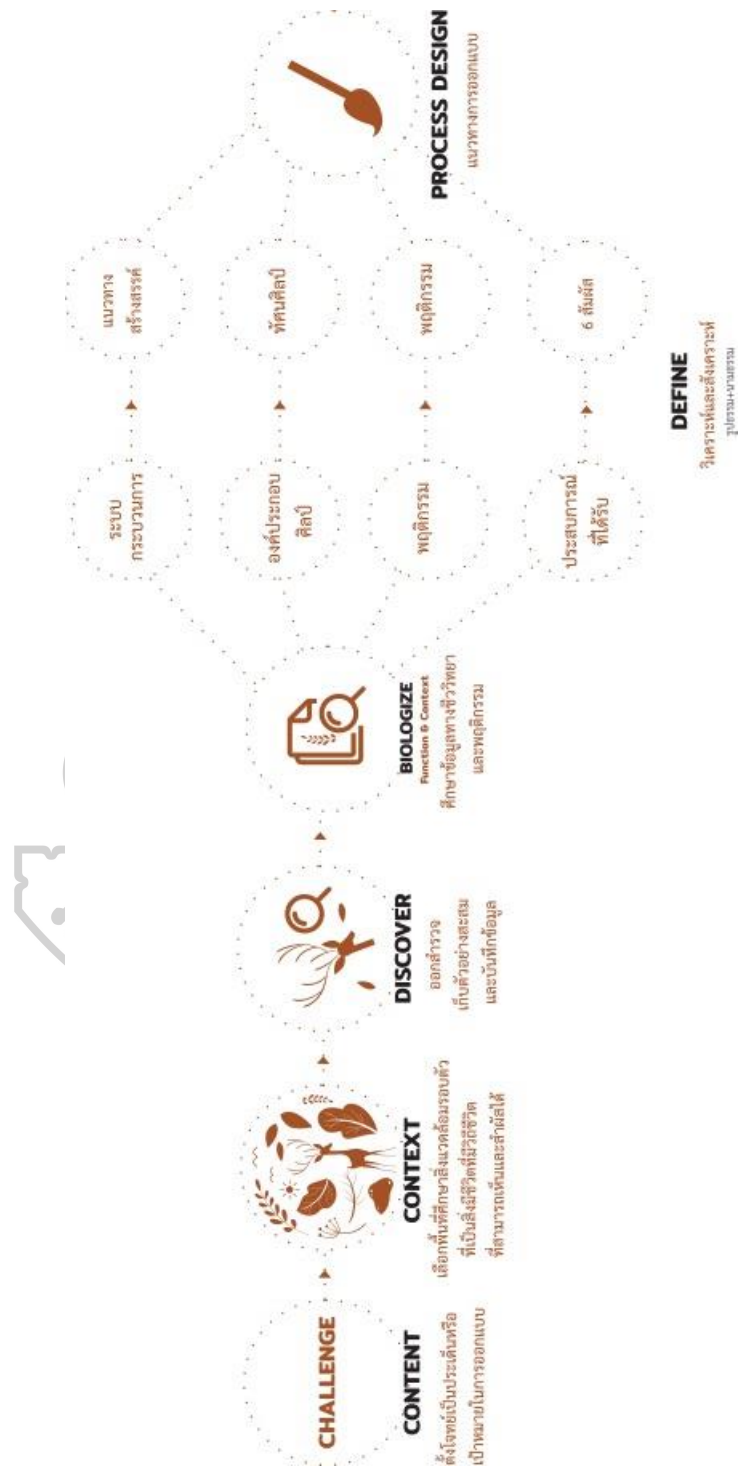 CHALLENGE
CONTENT
ตั้งโจทย์เป็นประเด็นหรือ
เป้าหมายในการออกแบบ
CONTEXT
เลือกพื้นที่ศึกษาสิ่งแวดล้อมรอบตัว
ที่เป็นสิ่งมีชีวิตที่มีวิถีชีวิต
ที่สามารถเห็นและสัมผัสได้
DISCOVER
ออกสำรวจ
เก็บตัวอย่างสะสม
และบันทึกข้อมูล
BIOLOGIZE
Function & Context
ศึกษาข้อมูลทางชีววิทยา
และพฤติกรรม
ระบบ
กระบวนการ
องค์ประกอบ
ศิลป์
พฤติกรรม
ประสบการณ์
ที่ได้รับ
แนวทาง
สร้างสรรค์
ทัศนศิลป์
พฤติกรรม
6 สัมผัส
DEFINE
วิเคราะห์และสังเคราะห์
รูปธรรม+นามธรรม
PROCESS DESIGN
แนวทางการออกแบบ